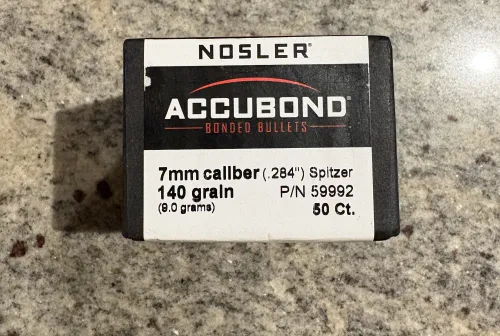 NOSLER®
ACCUBOND®
BONDED BULLETS
7mm caliber (.284") Spitzer
140 grain P/N 59992
(9.0 grams) 50 Ct.